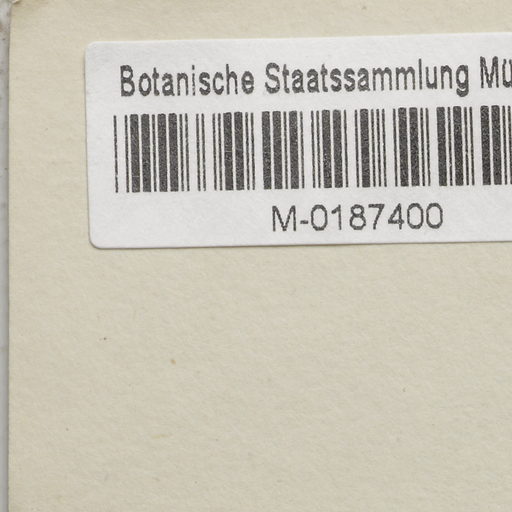 Botanische Staatssammlung Mü
M-0187400